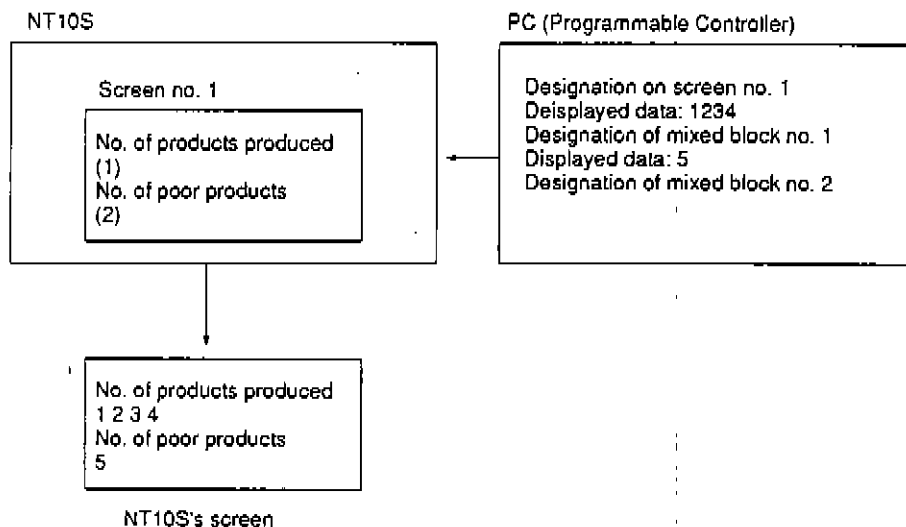 NT10S
PC (Programmable Controller)
Screen no. 1
No. of products produced
(1)
No. of poor products
(2)
Designation on screen no. 1
Deisplayed data: 1234
Designation of mixed block no. 1
Displayed data: 5
Designation of mixed block no. 2
No. of products produced
1 2 3 4
No. of poor products
5
NT10S's screen